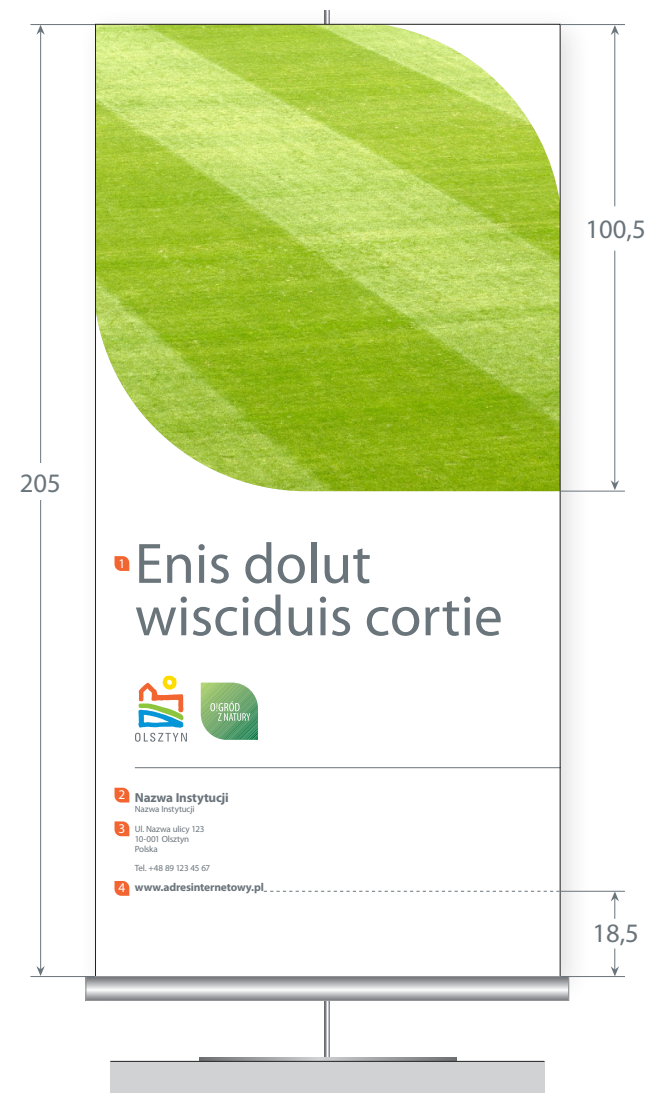 205
100,5
1 Enis dolut
wisciduis cortie
OLSZTYN
O!GRÓD
Z NATURY
2 Nazwa Instytucji
Nazwa Instytucji
3 Ul. Nazwa ulicy 123
10-001 Olsztyn
Polska
Tel. +48 89 123 45 67
4 www.adresinternetowy.pl
18,5